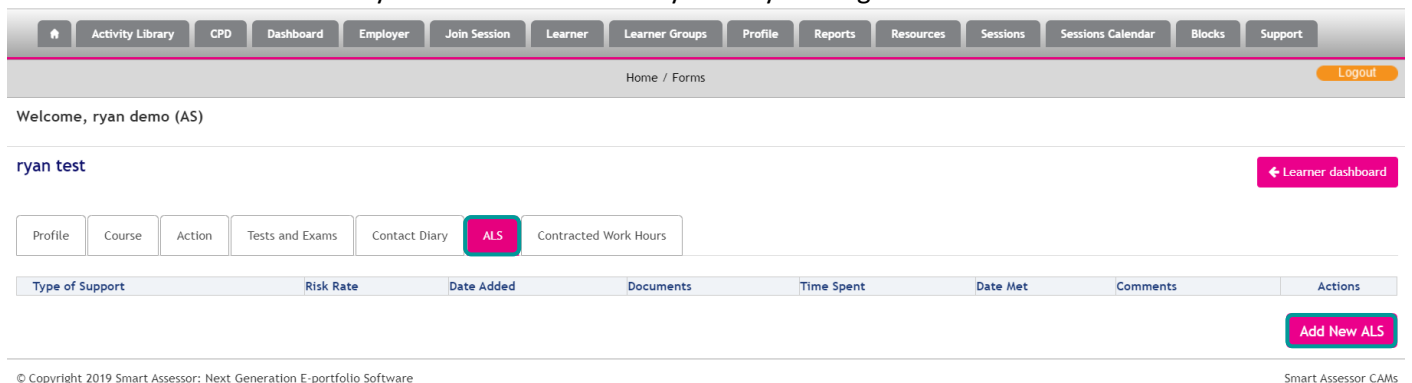 Activity Library CPD Dashboard Employer Join Session Learner Learner Groups Profile Reports Resources Sessions Sessions Calendar Blocks Support
Home / Forms
Logout
Welcome, ryan demo (AS)
ryan test
Learner dashboard
Profile Course Action Tests and Exams Contact Diary ALS Contracted Work Hours
Type of Support Risk Rate Date Added Documents Time Spent Date Met Comments Actions
Add New ALS
© Copyright 2019 Smart Assessor: Next Generation E-portfolio Software
Smart Assessor CAMs